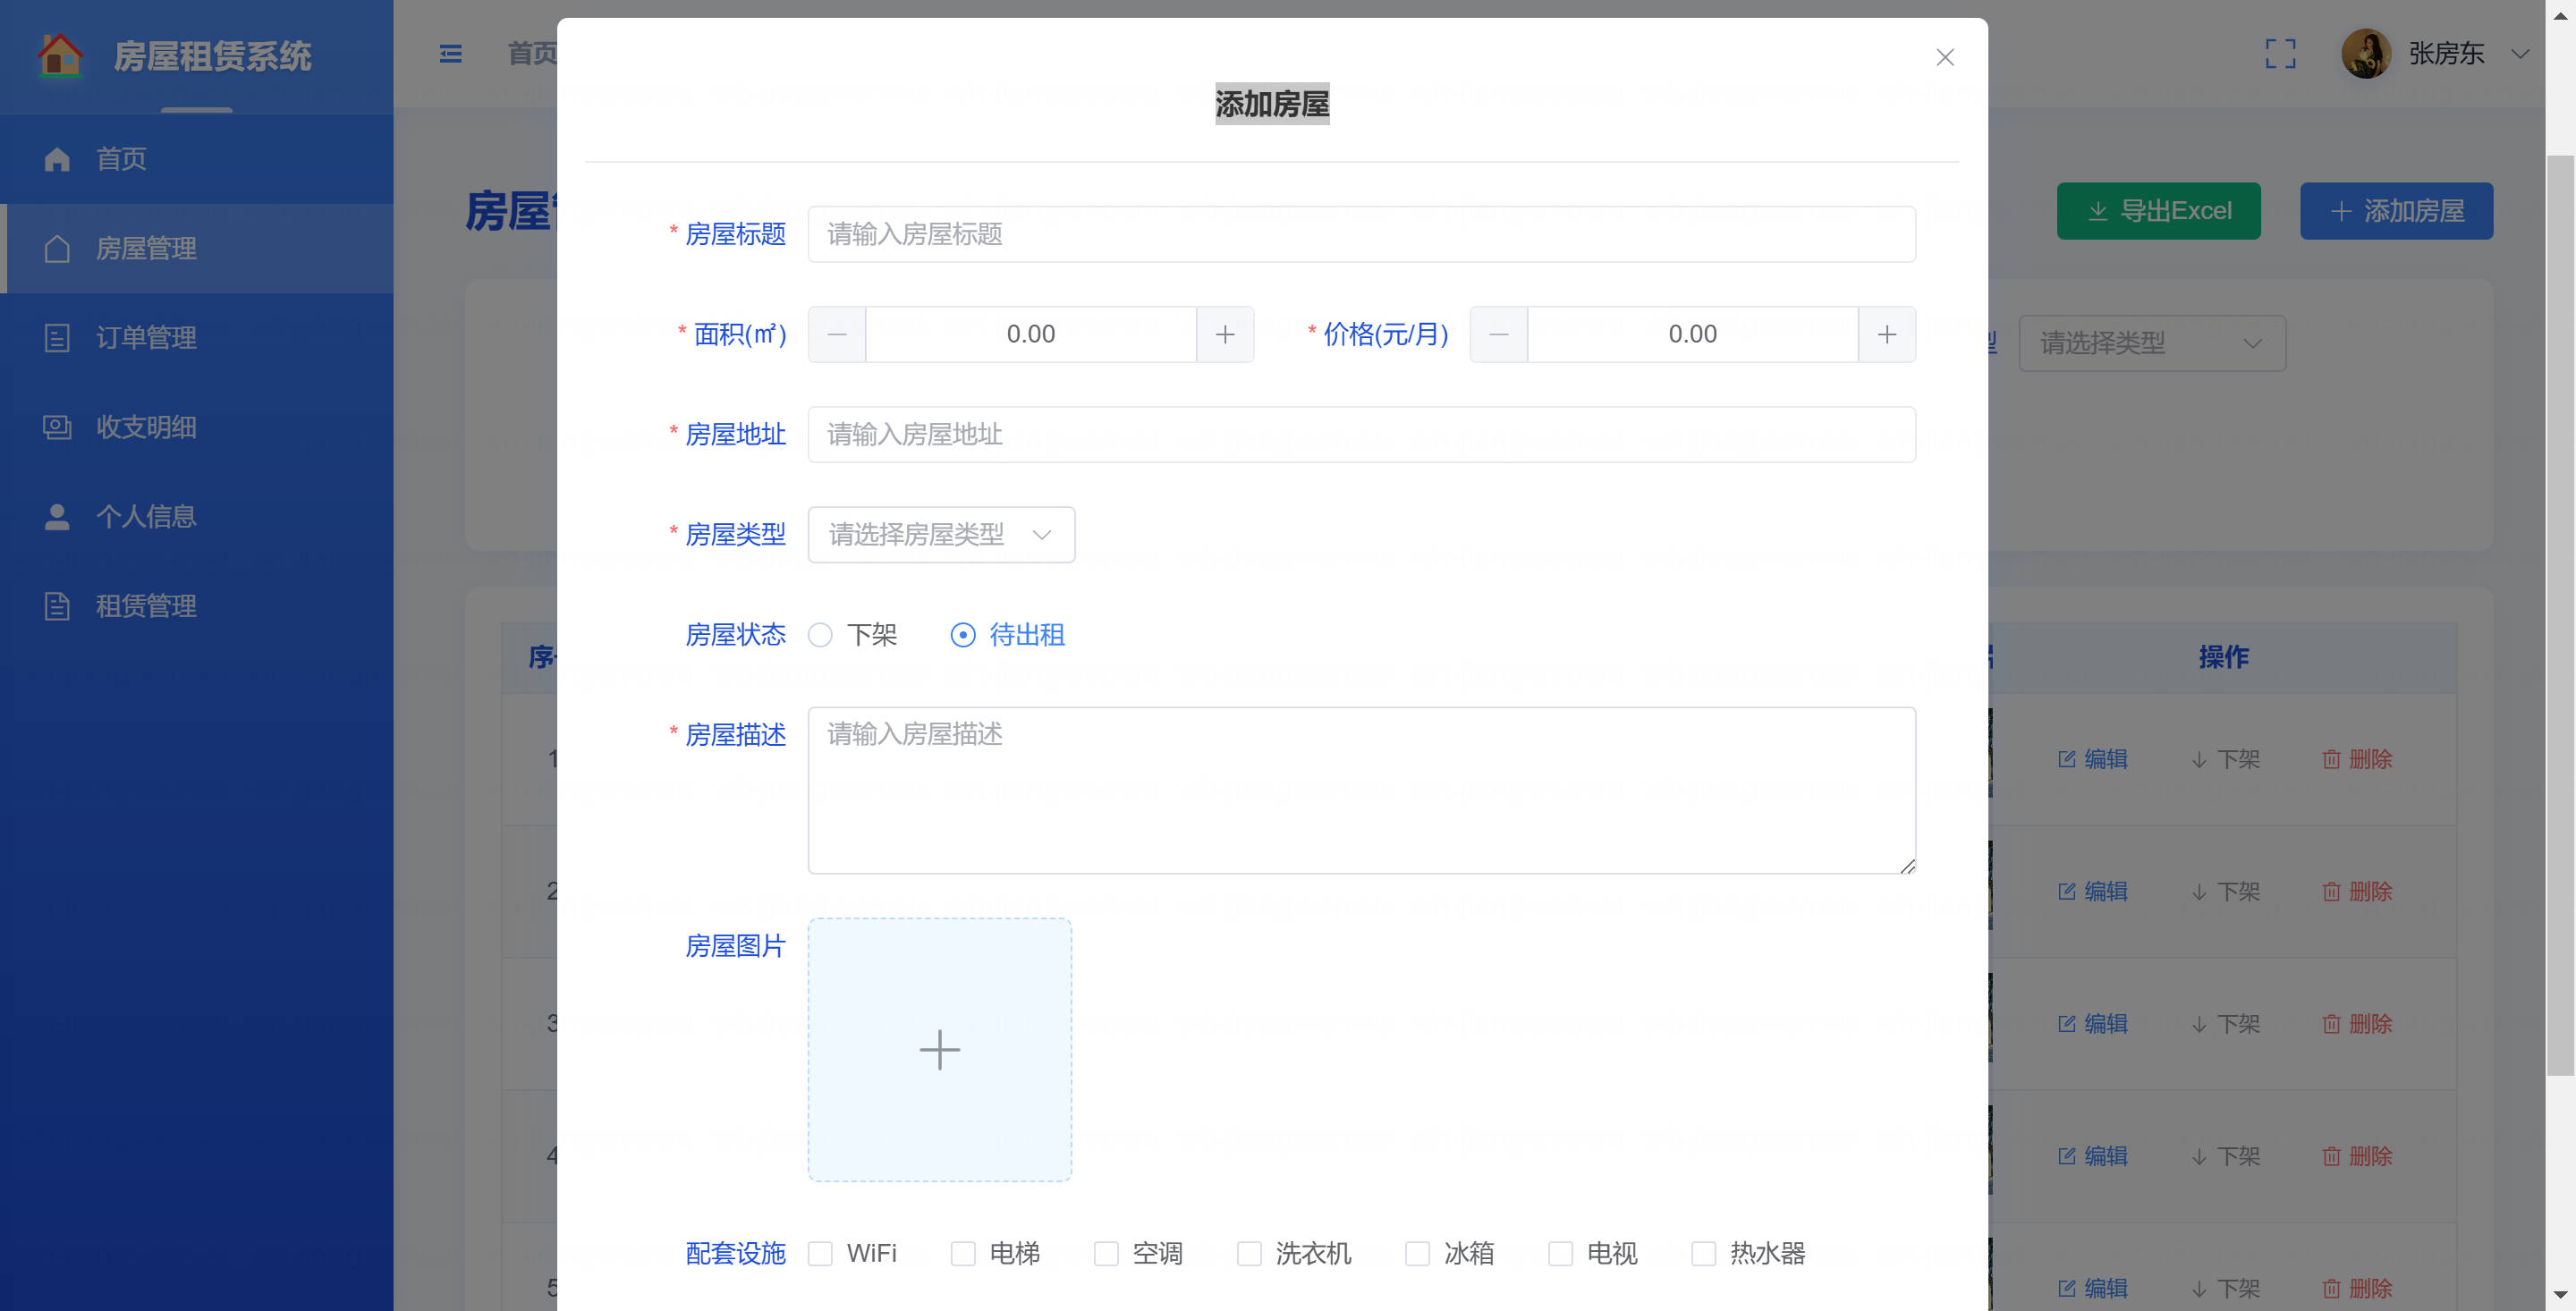 房屋租赁系统
首页
房屋管理
订单管理
收支明细
个人信息
租赁管理
首页
张房东
导出Excel
添加房屋
请选择类型
操作
编辑 下架 删除
编辑 下架 删除
编辑 下架 删除
编辑 下架 删除
编辑 下架 删除
添加房屋
* 房屋标题 请输入房屋标题
* 面积(㎡) 0.00 * 价格(元/月) 0.00
* 房屋地址 请输入房屋地址
* 房屋类型 请选择房屋类型
房屋状态 下架 待出租
* 房屋描述 请输入房屋描述
房屋图片
配套设施 WiFi 电梯 空调 洗衣机 冰箱 电视 热水器